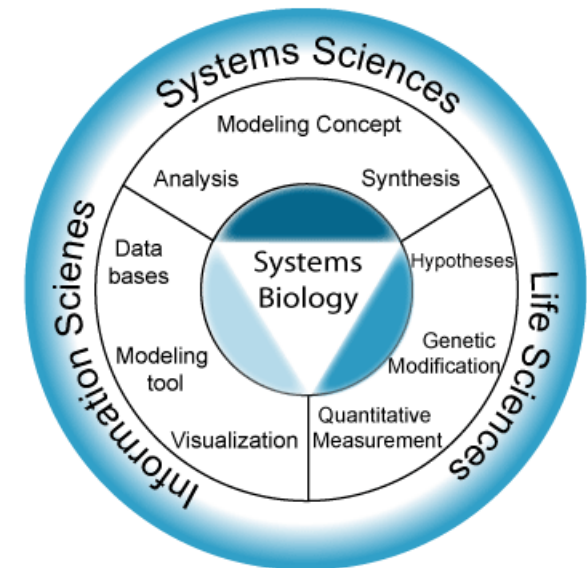 Systems Sciences
Modeling Concept
Analysis
Synthesis
Data
bases
Modeling
tool
Visualization
Systems
Biology
Hypotheses
Genetic
Modification
Quantitative
Measurement
Information Scienes
Life Sciences